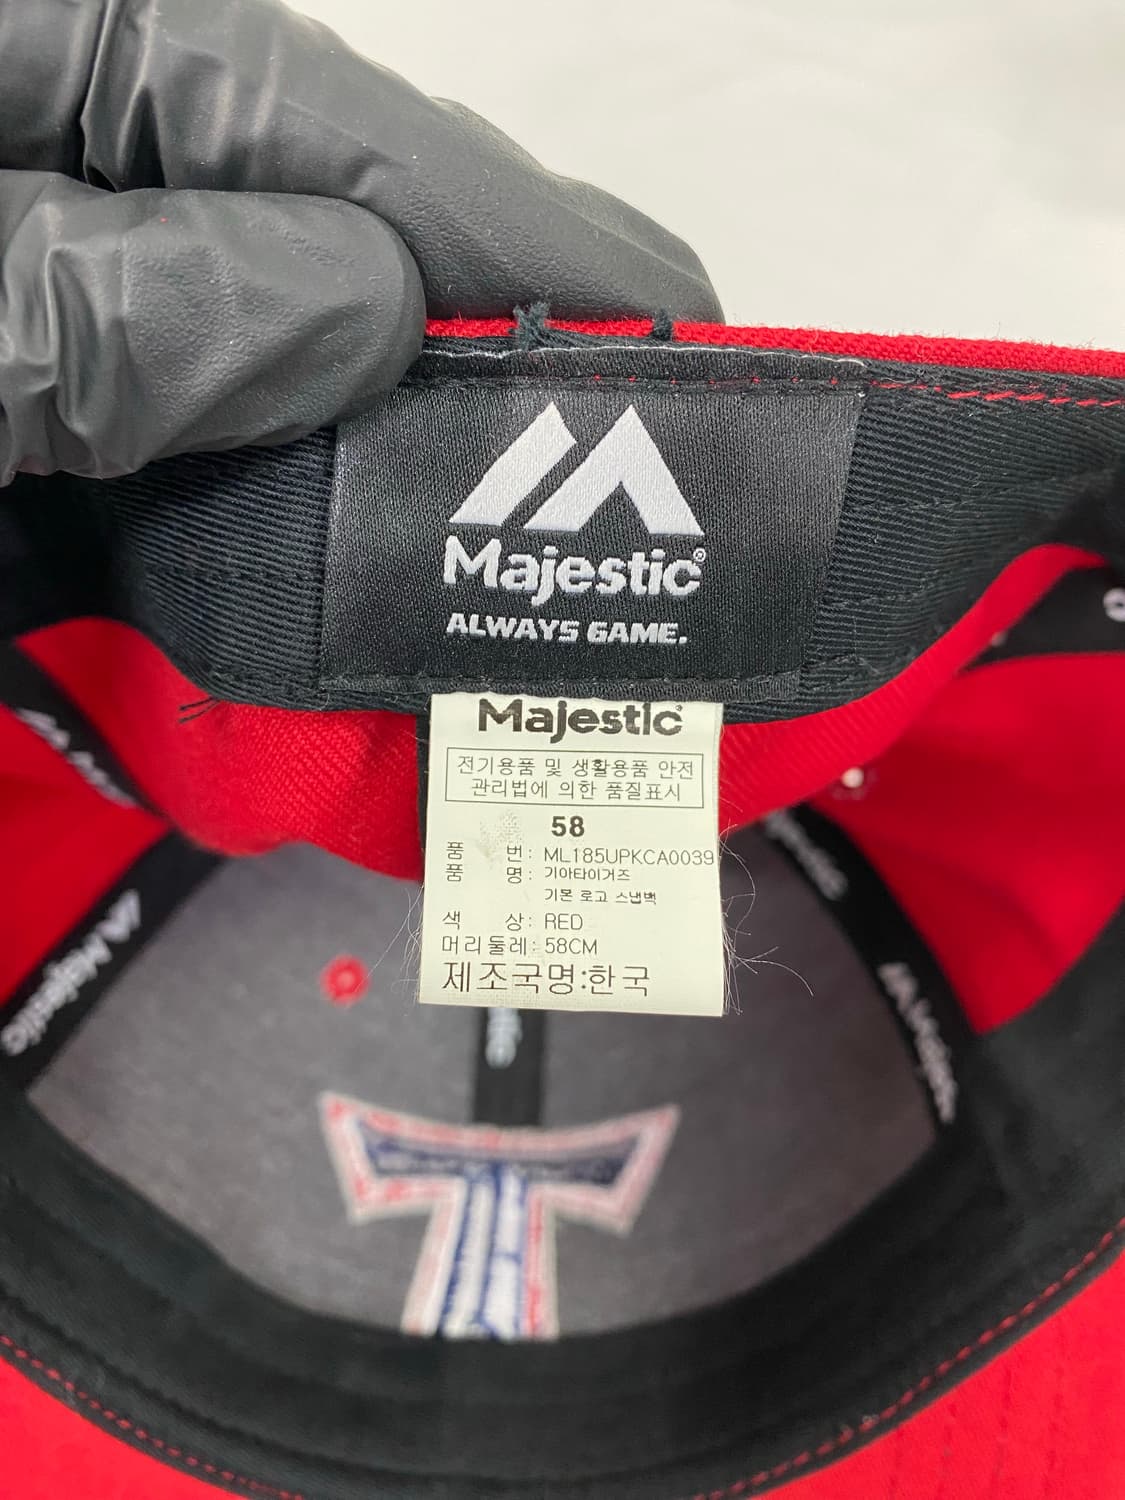 Majestic®
ALWAYS GAME.
Majestic
전기용품 및 생활용품 안전
관리법에 의한 품질표시
58
품 번: ML185UPKCA0039
품 명: 기아타이거즈
기본 로고 스냅백
색 상: RED
머리둘레: 58CM
제조국명:한국
Majestic
Majestic
Majestic